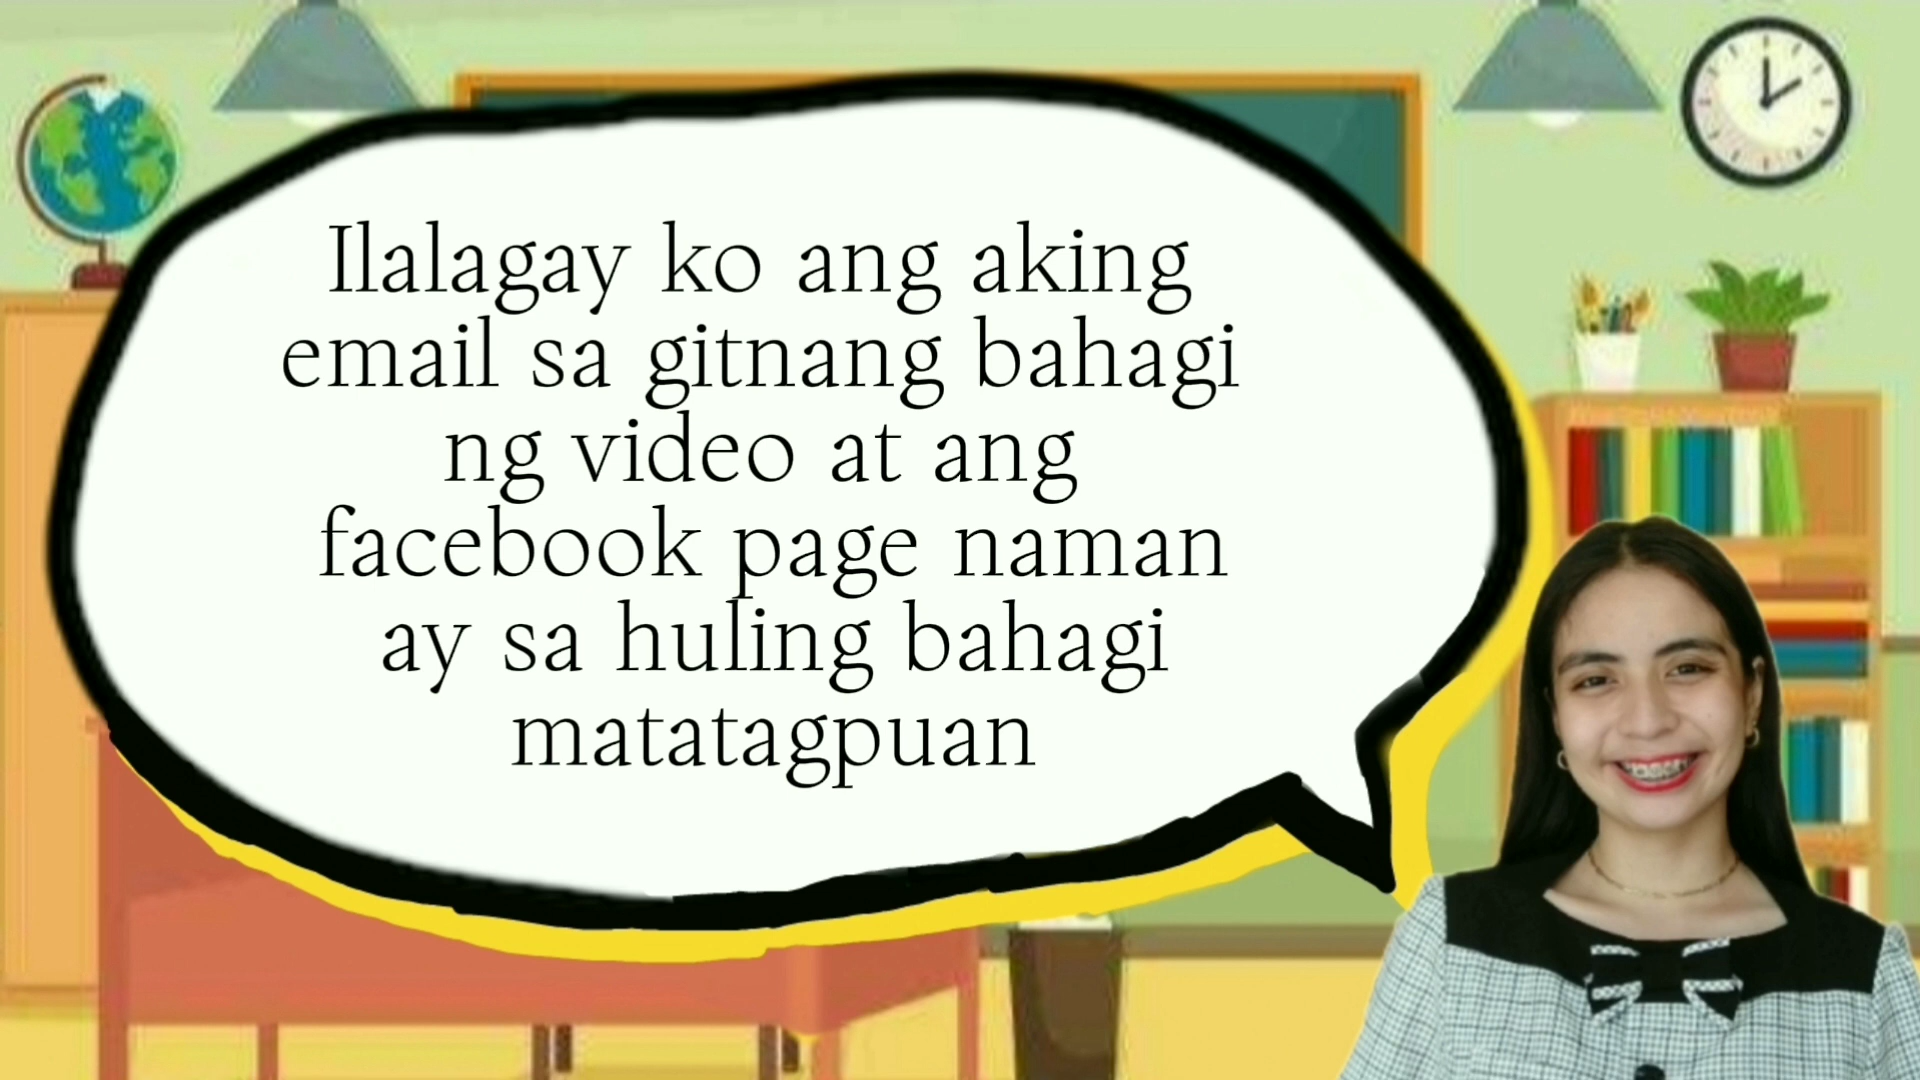 Ilalagay ko ang aking
email sa gitnang bahagi
ng video at ang
facebook page naman
ay sa huling bahagi
matatagpuan